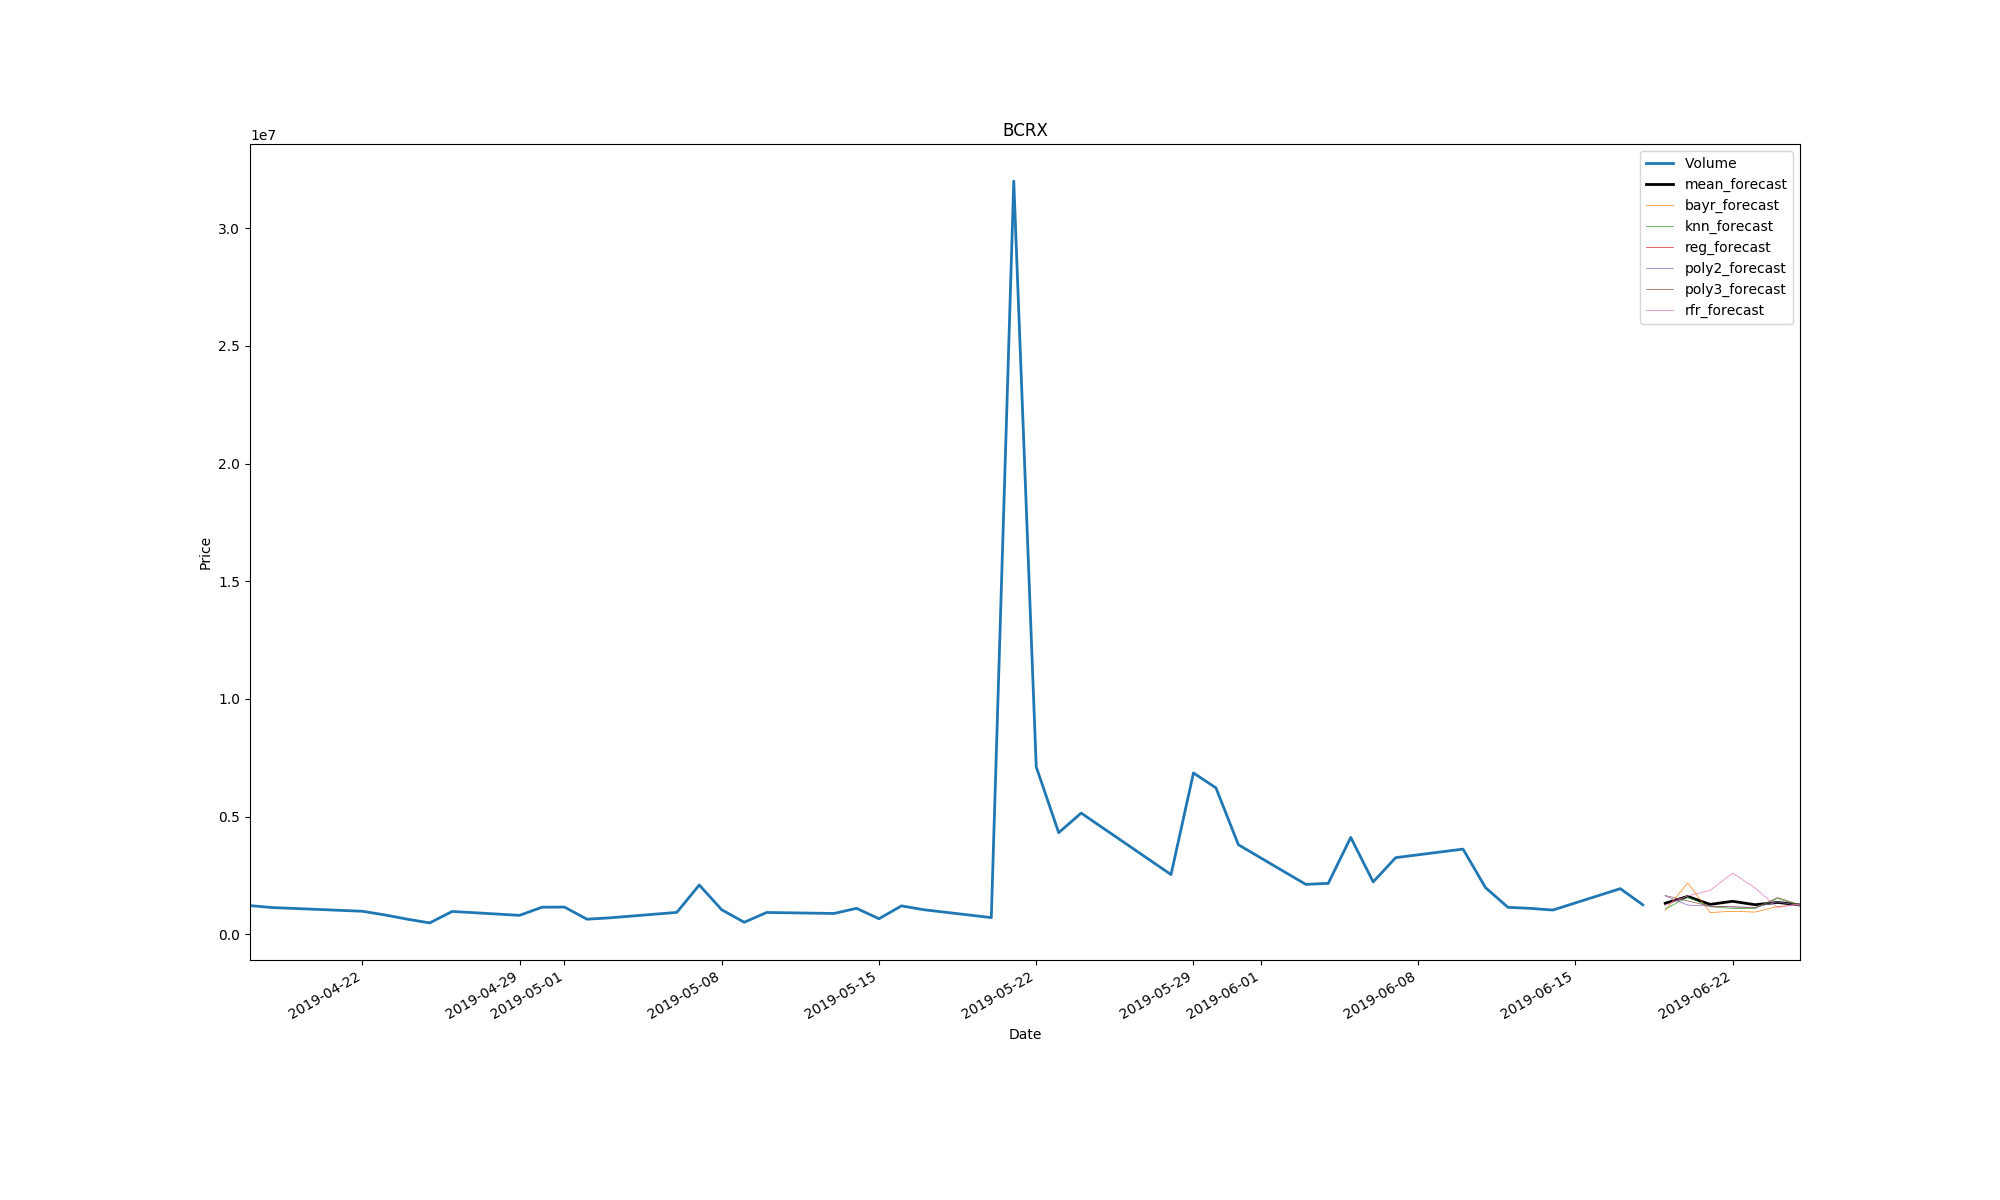 BCRX
1e7
Volume
mean_forecast
bayr_forecast
knn_forecast
reg_forecast
poly2_forecast
poly3_forecast
rfr_forecast
3.0
2.5
2.0
1.5
1.0
0.5
0.0
Price
2019-04-22
2019-04-29
2019-05-01
2019-05-08
2019-05-15
2019-05-22
2019-05-29
2019-06-01
2019-06-08
2019-06-15
2019-06-22
Date